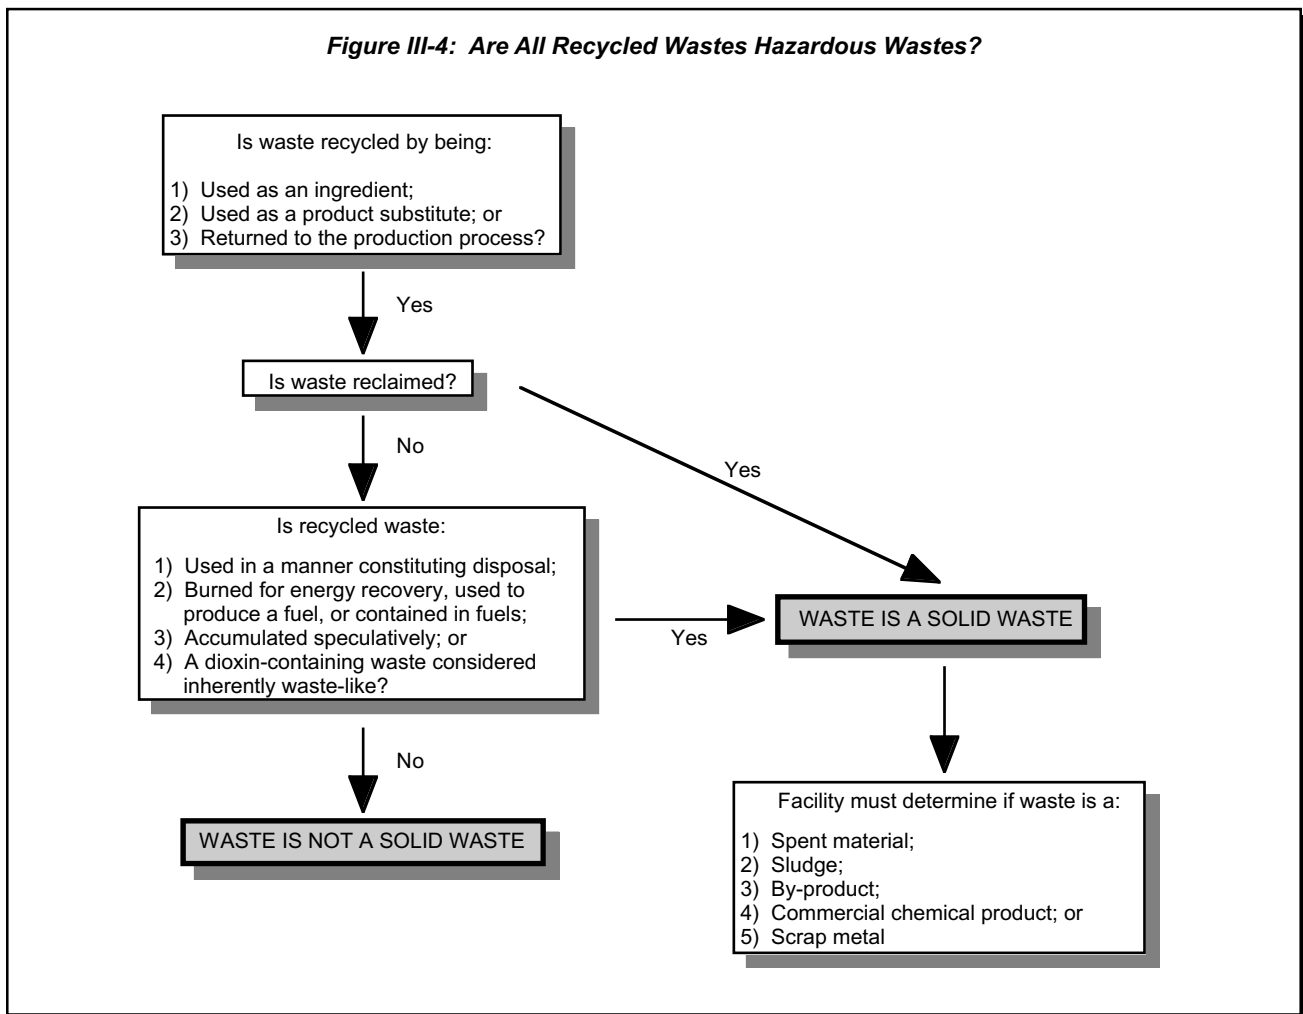 Figure III-4: Are All Recycled Wastes Hazardous Wastes?
Is waste recycled by being:
1) Used as an ingredient;
2) Used as a product substitute; or
3) Returned to the production process?
Yes
Is waste reclaimed?
No
Yes
Is recycled waste:
1) Used in a manner constituting disposal;
2) Burned for energy recovery, used to
produce a fuel, or contained in fuels;
3) Accumulated speculatively; or
4) A dioxin-containing waste considered
inherently waste-like?
Yes
WASTE IS A SOLID WASTE
No
WASTE IS NOT A SOLID WASTE
Facility must determine if waste is a:
1) Spent material;
2) Sludge;
3) By-product;
4) Commercial chemical product; or
5) Scrap metal